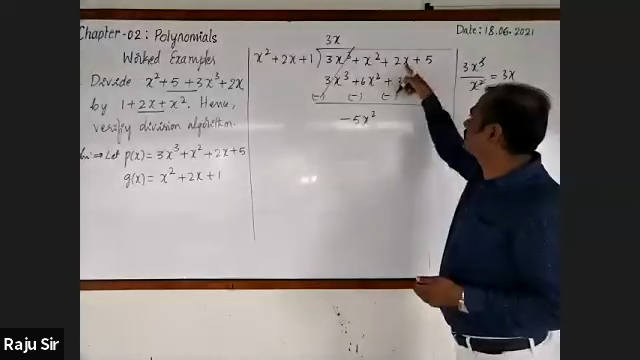 Chapter-02: Polynomials
Date: 18.06.2021
Worked Examples
Divide x² + 5 + 3x³ + 2x
by 1 + 2x + x². Hence,
verify division algorithm.
⇒ Let p(x) = 3x³ + x² + 2x + 5
g(x) = x² + 2x + 1
3x
x² + 2x + 1) 3x³ + x² + 2x + 5
3x³ + 6x² + 3
(-) (-) (-)
-5x²
3x³/x² = 3x
Raju Sir